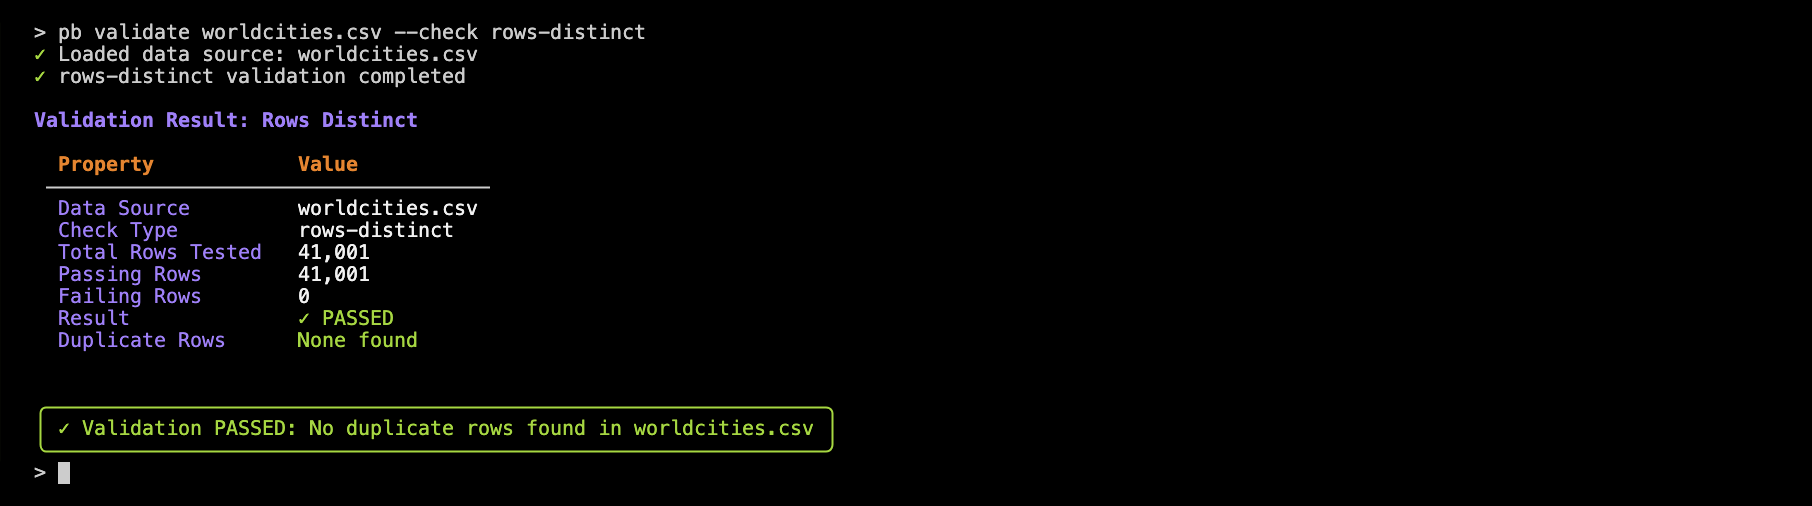 > pb validate worldcities.csv --check rows-distinct
✓ Loaded data source: worldcities.csv
✓ rows-distinct validation completed
Validation Result: Rows Distinct
Property Value
Data Source worldcities.csv
Check Type rows-distinct
Total Rows Tested 41,001
Passing Rows 41,001
Failing Rows 0
Result ✓ PASSED
Duplicate Rows None found
✓ Validation PASSED: No duplicate rows found in worldcities.csv
>